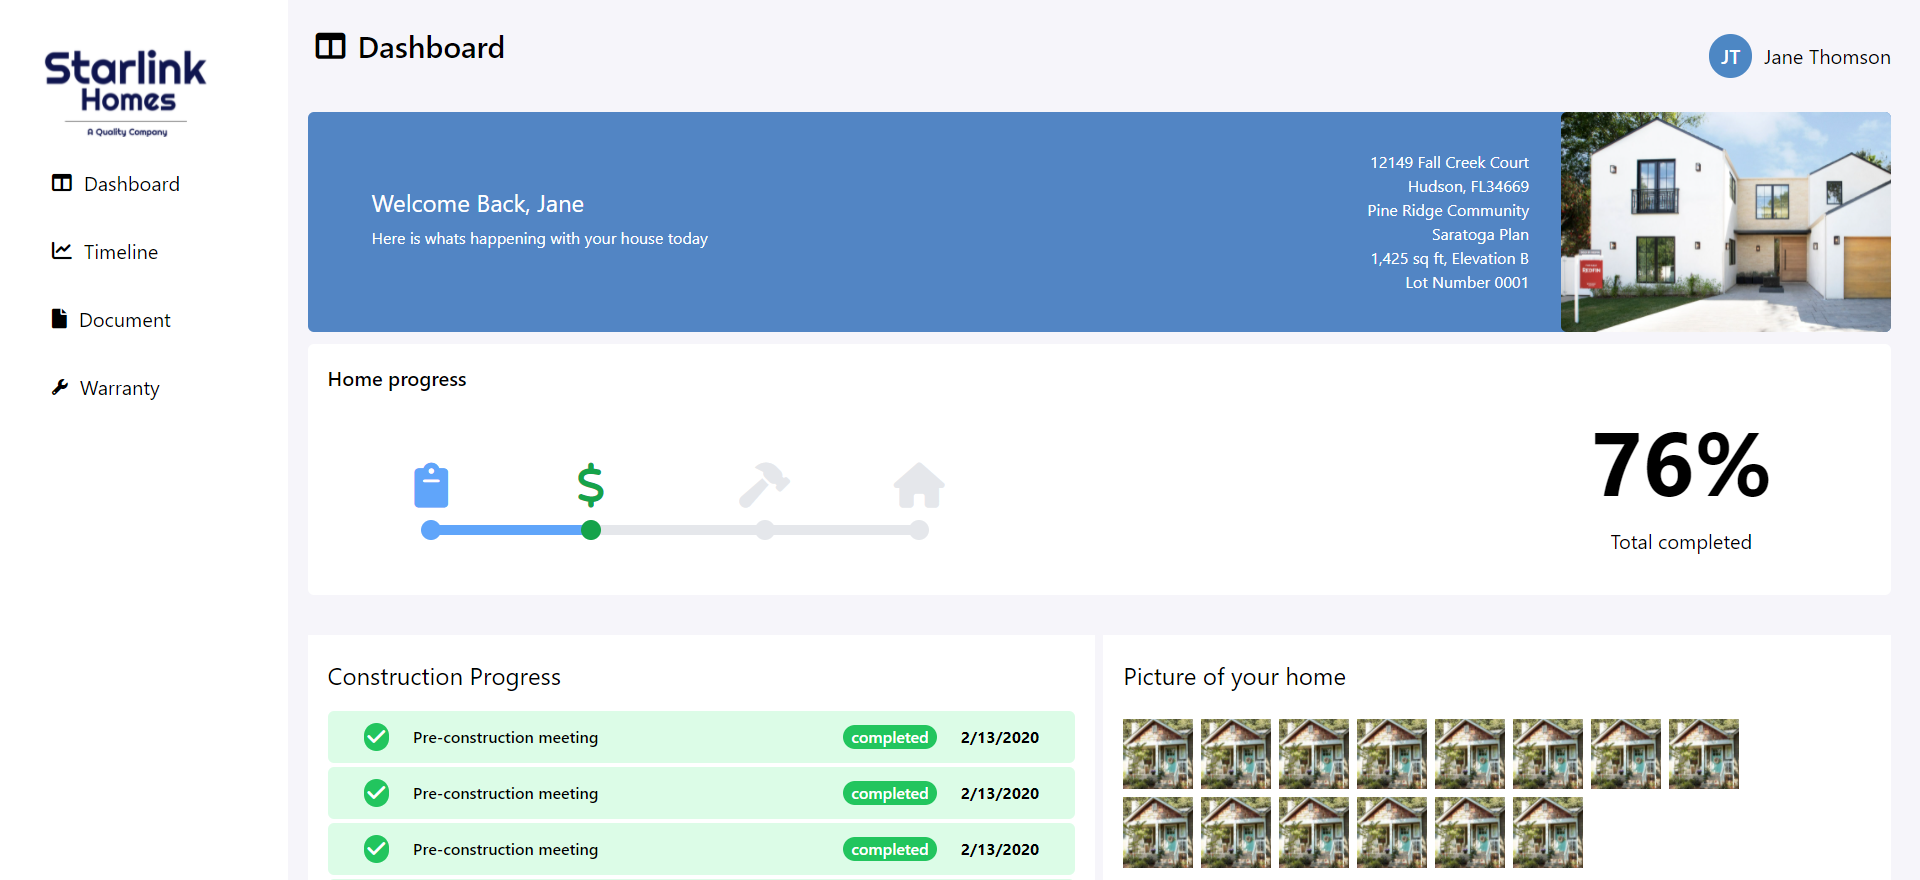 Starlink
Homes
A Quality Company
Dashboard
Timeline
Document
Warranty
Dashboard
JT Jane Thomson
Welcome Back, Jane
Here is whats happening with your house today
12149 Fall Creek Court
Hudson, FL34669
Pine Ridge Community
Saratoga Plan
1,425 sq ft, Elevation B
Lot Number 0001
REDFIN
Home progress
76%
Total completed
Construction Progress
Pre-construction meeting completed 2/13/2020
Pre-construction meeting completed 2/13/2020
Pre-construction meeting completed 2/13/2020
Picture of your home